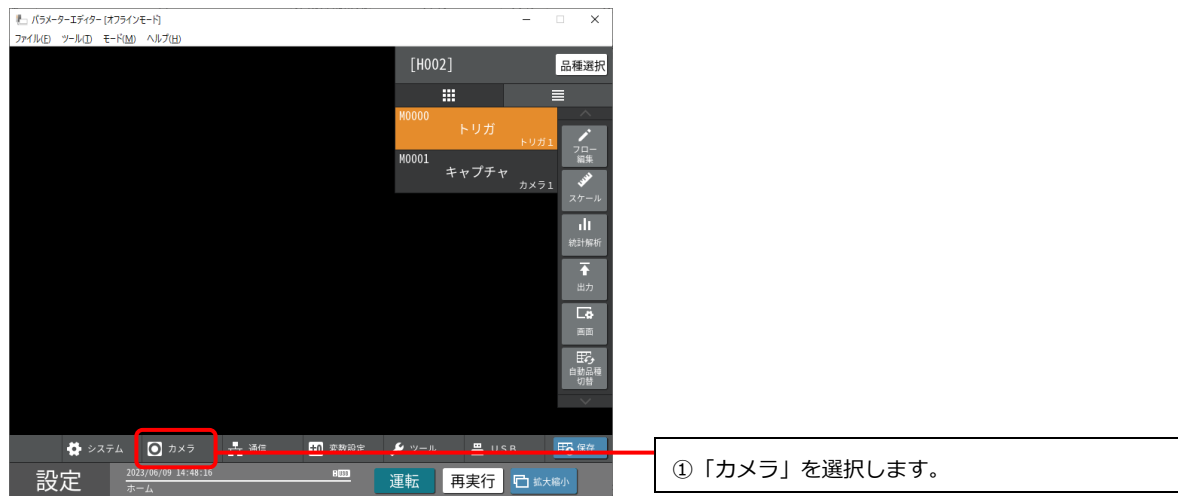 パラメーターエディター [オフラインモード]
ファイル(F) ツール(T) モード(M) ヘルプ(H)
[H002]
品種選択
M0000
トリガ
トリガ1
M0001
キャプチャ
カメラ1
フロー
編集
スケール
統計解析
出力
画面
自動品種
切替
システム
カメラ
通信
変数設定
ツール
USB
保存
設定
2023/06/09 14:48:16
ホーム
運転
再実行
拡大縮小
①「カメラ」を選択します。